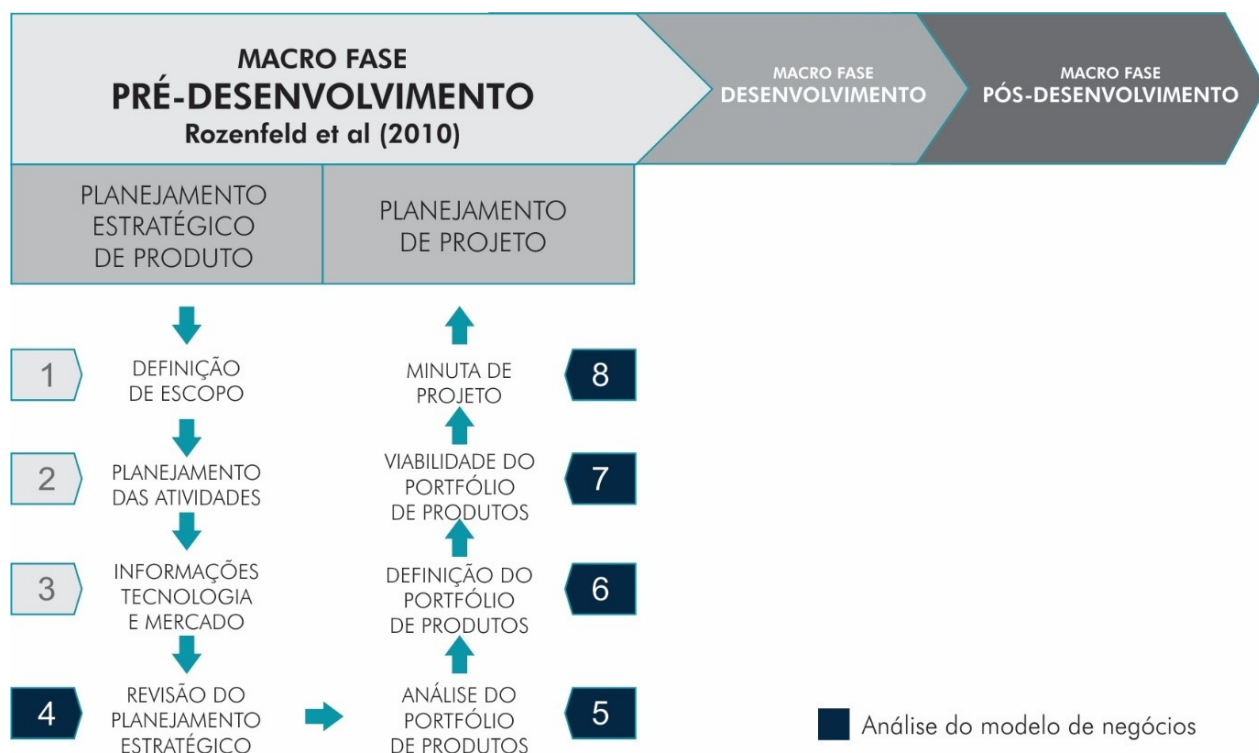 MACRO FASE
PRÉ-DESENVOLVIMENTO
Rozenfeld et al (2010)
MACRO FASE
DESENVOLVIMENTO
MACRO FASE
PÓS-DESENVOLVIMENTO
PLANEJAMENTO
ESTRATÉGICO
DE PRODUTO
PLANEJAMENTO
DE PROJETO
1
DEFINIÇÃO
DE ESCOPO
2
PLANEJAMENTO
DAS ATIVIDADES
3
INFORMAÇÕES
TECNOLOGIA
E MERCADO
4
REVISÃO DO
PLANEJAMENTO
ESTRATÉGICO
ANÁLISE DO
PORTFÓLIO
DE PRODUTOS
5
DEFINIÇÃO DO
PORTFÓLIO
DE PRODUTOS
6
VIABILIDADE DO
PORTFÓLIO
DE PRODUTOS
7
MINUTA DE
PROJETO
8
Análise do modelo de negócios